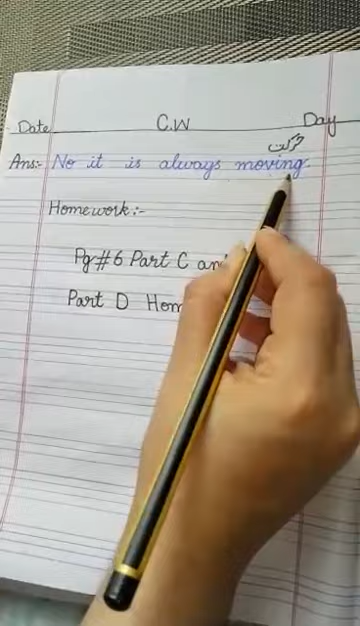 Date C.W Day
حرکت
Ans:- No it is always moving.
Homework:-
Pg#6 Part C an
Part D Hom